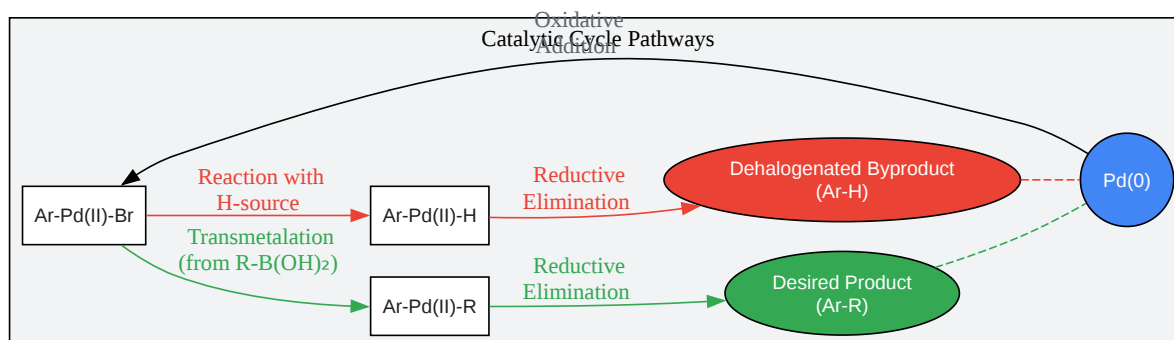 Oxidative
Addition
Catalytic Cycle Pathways
Reaction with
H-source
Reductive
Elimination
Dehalogenated Byproduct
(Ar-H)
Pd(0)
Ar-Pd(II)-Br
Ar-Pd(II)-H
Transmetalation
(from R-B(OH)₂)
Reductive
Elimination
Desired Product
(Ar-R)
Ar-Pd(II)-R